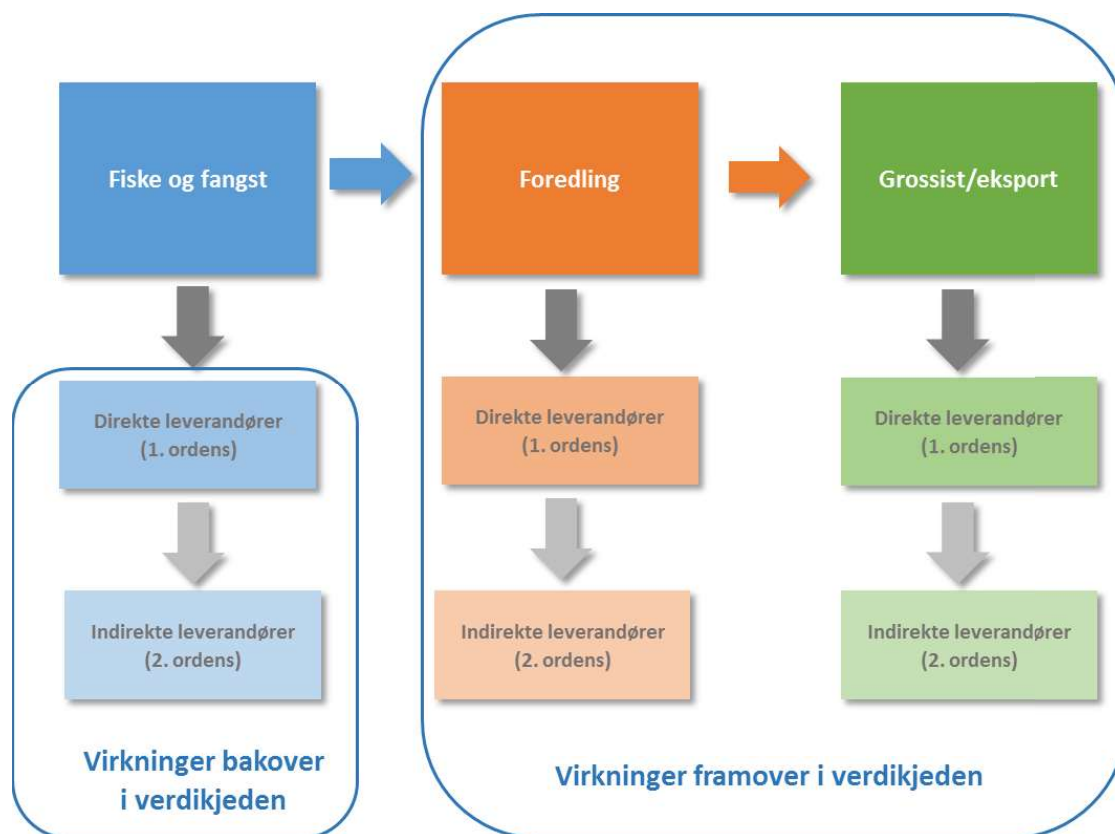 Fiske og fangst
Foredling
Grossist/eksport
Direkte leverandører
(1. ordens)
Direkte leverandører
(1. ordens)
Direkte leverandører
(1. ordens)
Indirekte leverandører
(2. ordens)
Indirekte leverandører
(2. ordens)
Indirekte leverandører
(2. ordens)
Virkninger bakover
i verdikjeden
Virkninger framover i verdikjeden